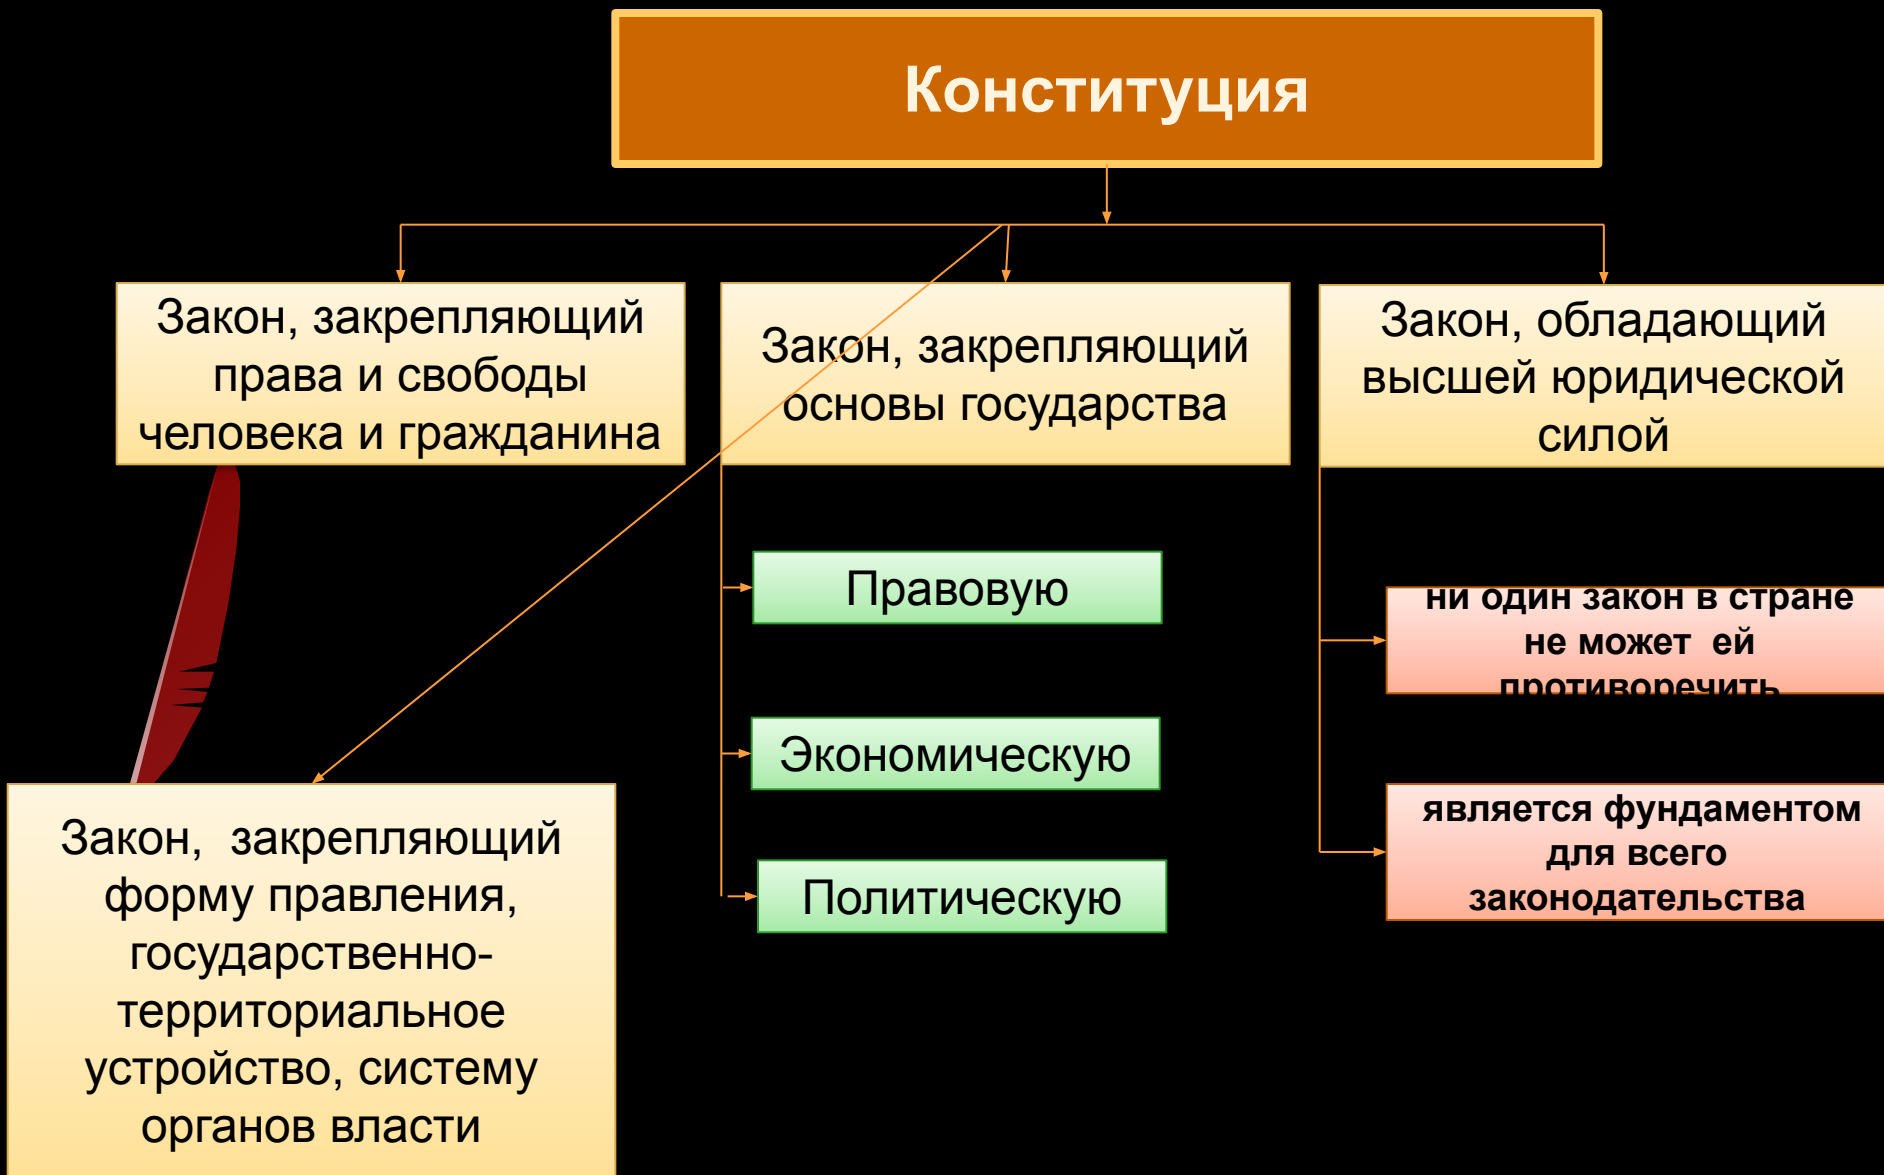 Конституция
Закон, закрепляющий
права и свободы
человека и гражданина
Закон, закрепляющий
основы государства
Закон, обладающий
высшей юридической
силой
Правовую
Экономическую
Политическую
ни один закон в стране
не может  ей
противоречить
является фундаментом
для всего
законодательства
Закон,  закрепляющий
форму правления,
государственно-
территориальное
устройство, систему
органов власти